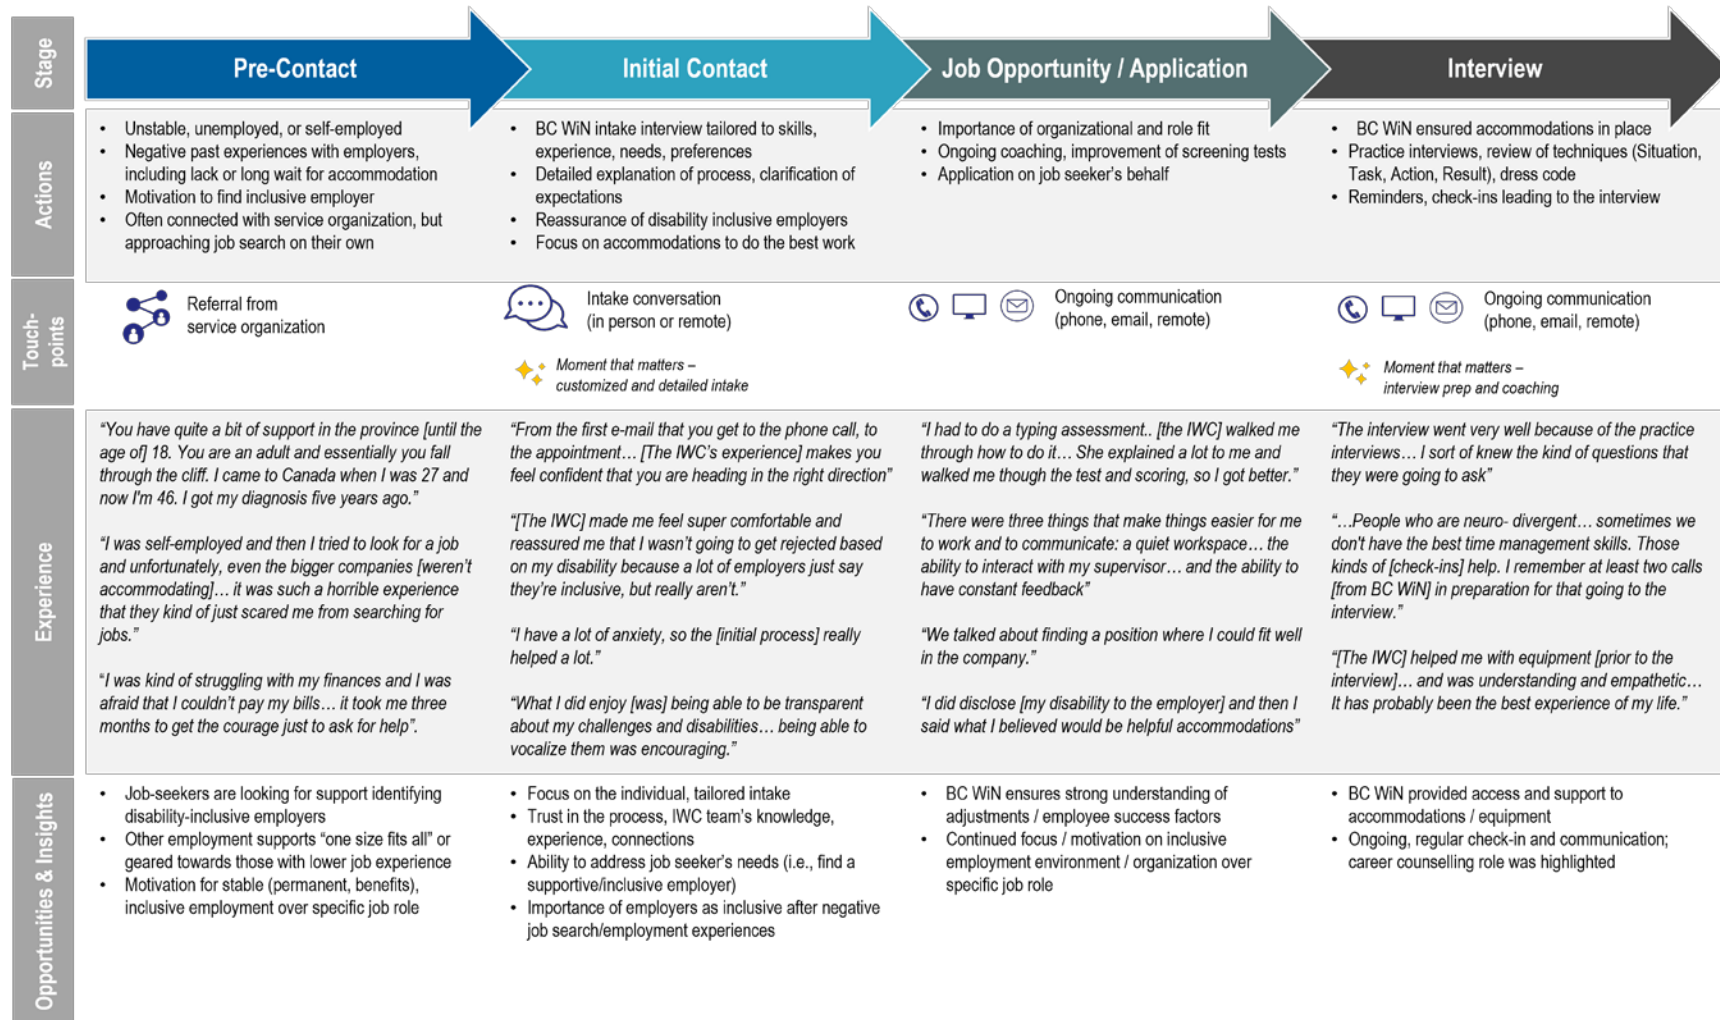 Stage
Pre-Contact
Initial Contact
Job Opportunity / Application
Interview
Actions
• Unstable, unemployed, or self-employed
• Negative past experiences with employers,
including lack or long wait for accommodation
• Motivation to find inclusive employer
• Often connected with service organization, but
approaching job search on their own
• BC WiN intake interview tailored to skills,
experience, needs, preferences
• Detailed explanation of process, clarification of
expectations
• Reassurance of disability inclusive employers
• Focus on accommodations to do the best work
• Importance of organizational and role fit
• Ongoing coaching, improvement of screening tests
• Application on job seeker's behalf
• BC WiN ensured accommodations in place
• Practice interviews, review of techniques (Situation,
Task, Action, Result), dress code
• Reminders, check-ins leading to the interview
Touch-
points
Referral from
service organization
Intake conversation
(in person or remote)
Moment that matters –
customized and detailed intake
Ongoing communication
(phone, email, remote)
Ongoing communication
(phone, email, remote)
Moment that matters –
interview prep and coaching
Experience
“You have quite a bit of support in the province [until the
age of] 18. You are an adult and essentially you fall
through the cliff. I came to Canada when I was 27 and
now I'm 46. I got my diagnosis five years ago.”
“I was self-employed and then I tried to look for a job
and unfortunately, even the bigger companies [weren't
accommodating]… it was such a horrible experience
that they kind of just scared me from searching for
jobs.”
“I was kind of struggling with my finances and I was
afraid that I couldn't pay my bills… it took me three
months to get the courage just to ask for help”.
“From the first e-mail that you get to the phone call, to
the appointment… [The IWC's experience] makes you
feel confident that you are heading in the right direction”
“[The IWC] made me feel super comfortable and
reassured me that I wasn't going to get rejected based
on my disability because a lot of employers just say
they're inclusive, but really aren't.”
“I have a lot of anxiety, so the [initial process] really
helped a lot.”
“What I did enjoy [was] being able to be transparent
about my challenges and disabilities… being able to
vocalize them was encouraging.”
“I had to do a typing assessment.. [the IWC] walked me
through how to do it… She explained a lot to me and
walked me though the test and scoring, so I got better.”
“There were three things that make things easier for me
to work and to communicate: a quiet workspace… the
ability to interact with my supervisor… and the ability to
have constant feedback”
“We talked about finding a position where I could fit well
in the company.”
“I did disclose [my disability to the employer] and then I
said what I believed would be helpful accommodations”
“The interview went very well because of the practice
interviews… I sort of knew the kind of questions that
they were going to ask”
“…People who are neuro- divergent… sometimes we
don't have the best time management skills. Those
kinds of [check-ins] help. I remember at least two calls
[from BC WiN] in preparation for that going to the
interview.”
“[The IWC] helped me with equipment [prior to the
interview]… and was understanding and empathetic…
It has probably been the best experience of my life.”
Opportunities & Insights
• Job-seekers are looking for support identifying
disability-inclusive employers
• Other employment supports “one size fits all” or
geared towards those with lower job experience
• Motivation for stable (permanent, benefits),
inclusive employment over specific job role
• Focus on the individual, tailored intake
• Trust in the process, IWC team's knowledge,
experience, connections
• Ability to address job seeker's needs (i.e., find a
supportive/inclusive employer)
• Importance of employers as inclusive after negative
job search/employment experiences
• BC WiN ensures strong understanding of
adjustments / employee success factors
• Continued focus / motivation on inclusive
employment environment / organization over
specific job role
• BC WiN provided access and support to
accommodations / equipment
• Ongoing, regular check-in and communication;
career counselling role was highlighted